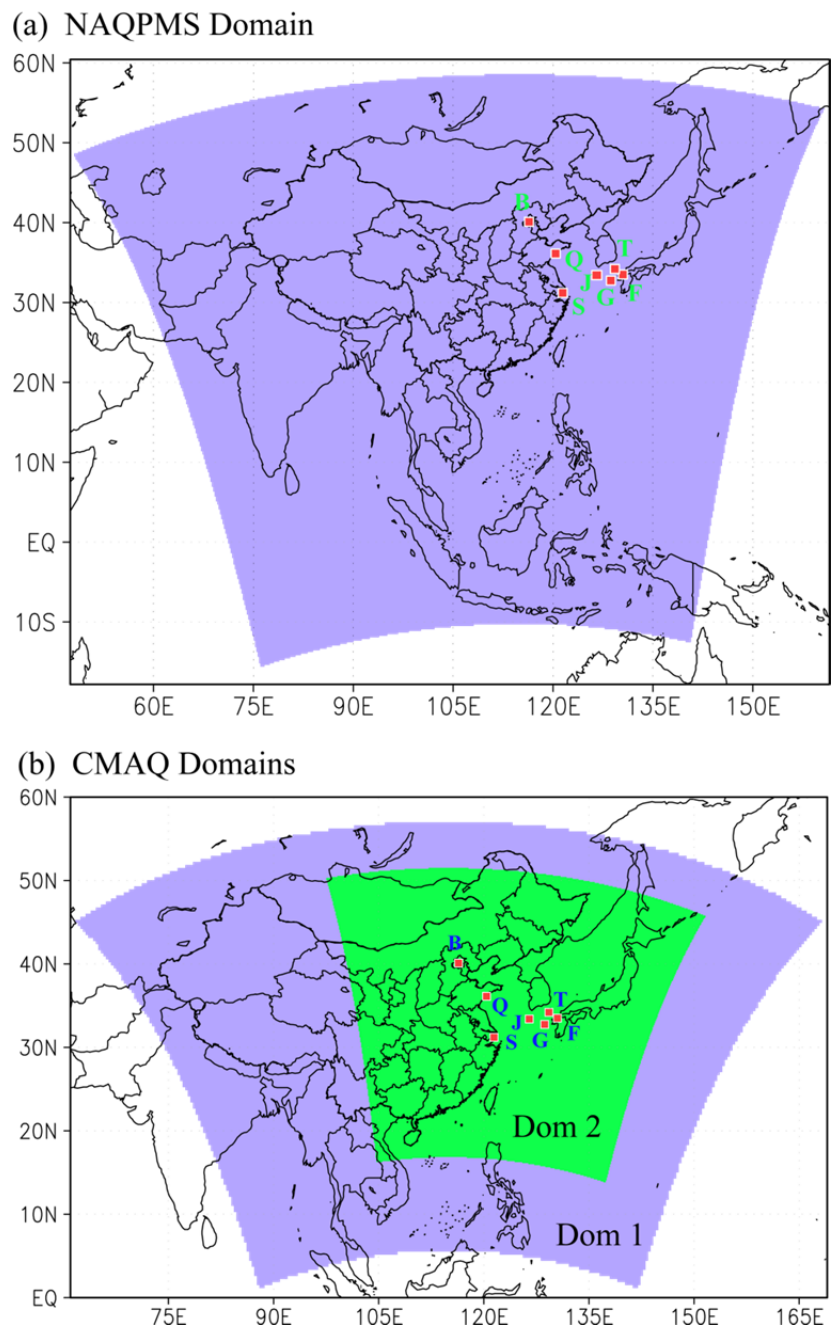 (a) NAQPMS Domain
60N
50N
40N
30N
20N
10N
EQ
10S
B
Q
T
J
G
F
S
60E 75E 90E 105E 120E 135E 150E
(b) CMAQ Domains
60N
50N
40N
30N
20N
10N
EQ
B
Q
T
J
G
F
S
Dom 2
Dom 1
75E 90E 105E 120E 135E 150E 165E